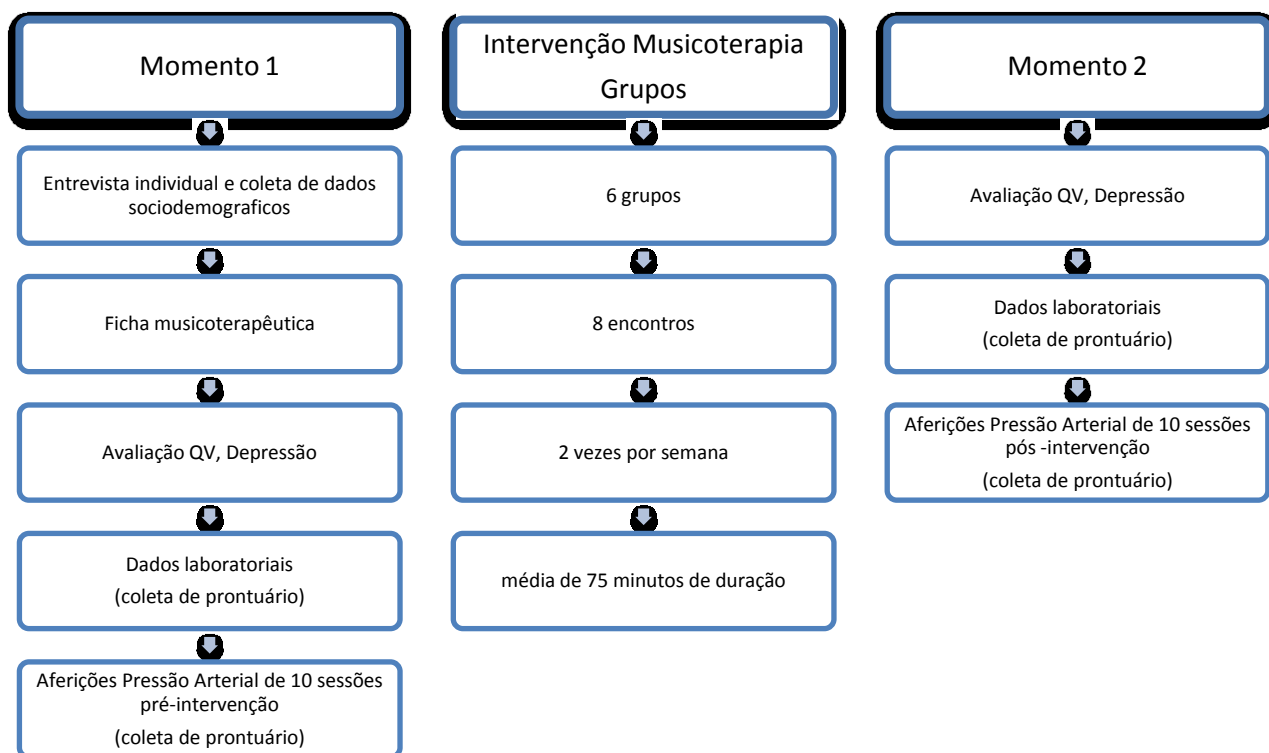 Momento 1
Entrevista individual e coleta de dados
sociodemograficos
Ficha musicoterapêutica
Avaliação QV, Depressão
Dados laboratoriais
(coleta de prontuário)
Aferições Pressão Arterial de 10 sessões
pré-intervenção
(coleta de prontuário)
Intervenção Musicoterapia
Grupos
6 grupos
8 encontros
2 vezes por semana
média de 75 minutos de duração
Momento 2
Avaliação QV, Depressão
Dados laboratoriais
(coleta de prontuário)
Aferições Pressão Arterial de 10 sessões
pós -intervenção
(coleta de prontuário)